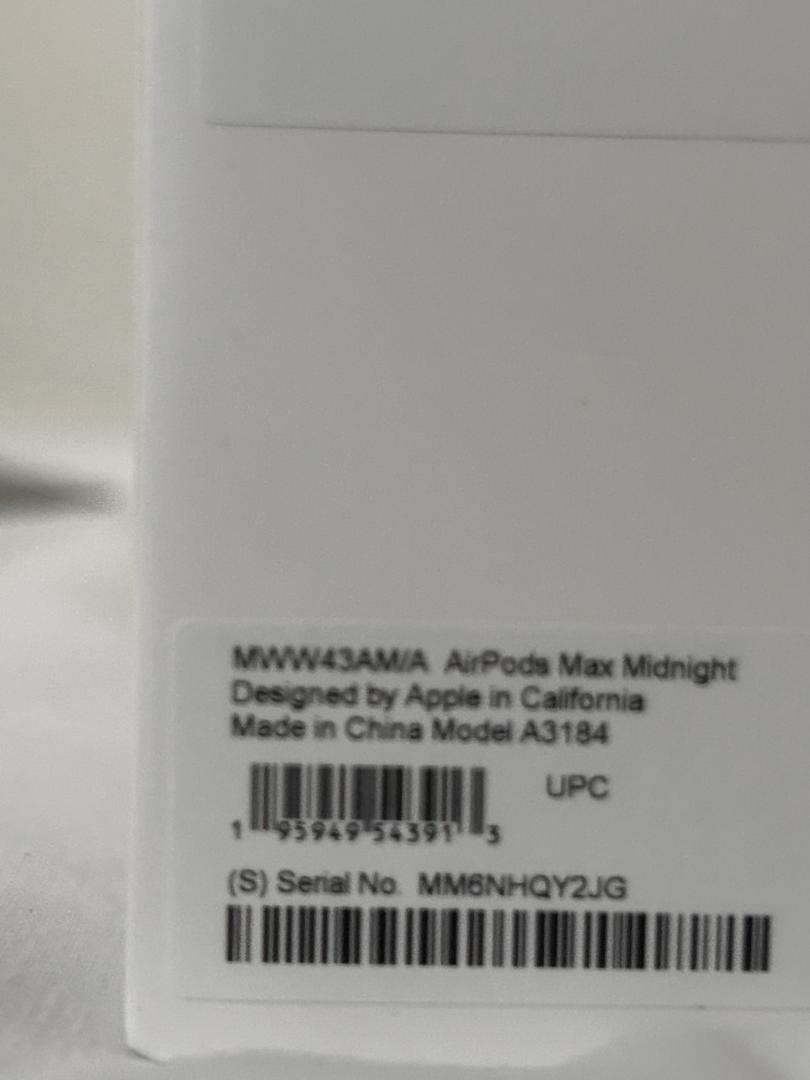 MWW43AM/A AirPods Max Midnight
Designed by Apple in California
Made in China Model A3184
UPC
1 95949 54391 3
(S) Serial No. MM6NHQY2JG